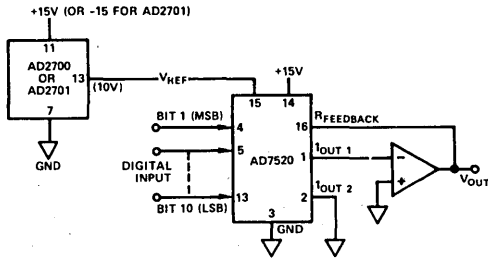 +15V (OR -15 FOR AD2701)
11
AD2700
OR
AD2701
13
(10V)
7
GND
VREF
+15V
15
14
BIT 1 (MSB)
4
DIGITAL
INPUT
5
BIT 10 (LSB)
13
AD7520
16
RFEEDBACK
1
IOUT 1
2
IOUT 2
3
GND
-
+
VOUT